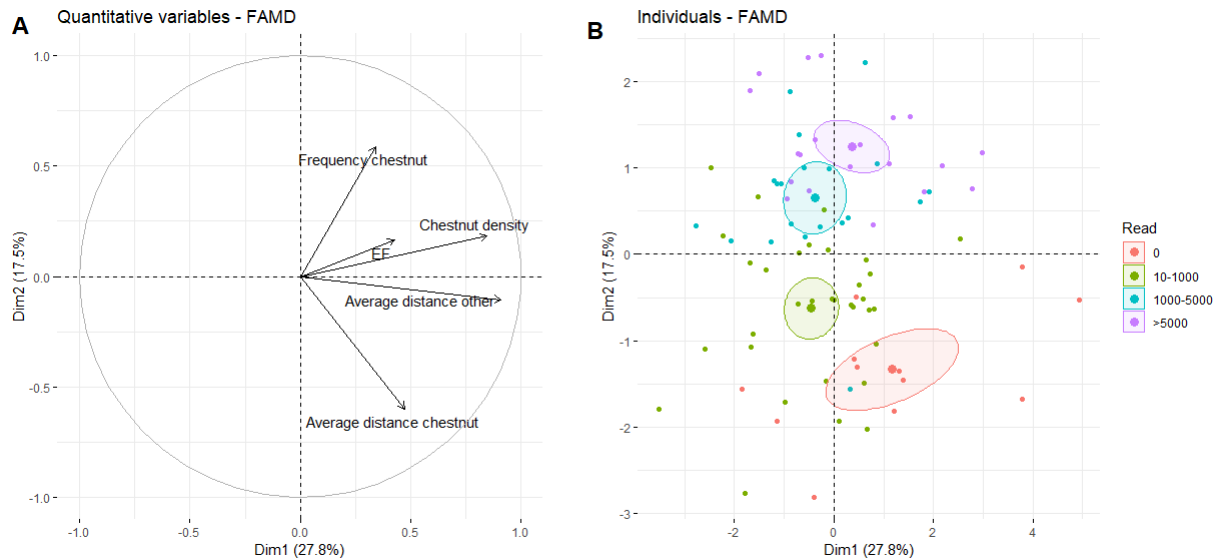 A
Quantitative variables - FAMD
1.0
0.5
0.0
-0.5
-1.0
Dim2 (17.5%)
Frequency chestnut
Chestnut density
EF
Average distance other
Average distance chestnut
-1.0
-0.5
0.0
0.5
1.0
Dim1 (27.8%)
B
Individuals - FAMD
2
1
0
-1
-2
-3
Dim2 (17.5%)
-2
0
2
4
Dim1 (27.8%)
Read
0
10-1000
1000-5000
>5000